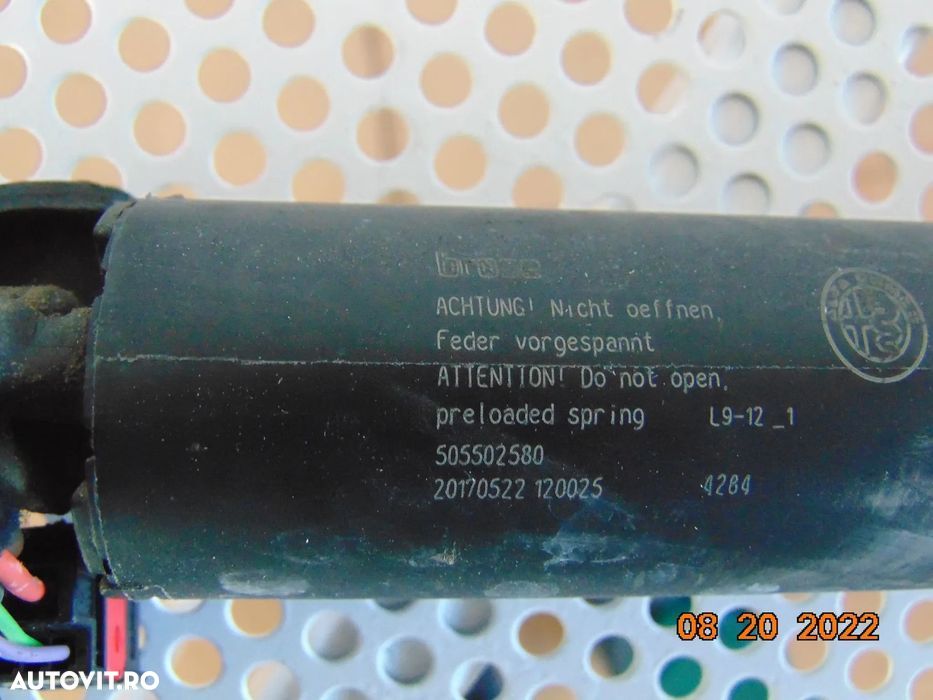 brose
ACHTUNG! Nicht oeffnen.
Feder vorgespannt
ATTENTION! Do not open.
preloaded spring L9-12 _1
505502580
20170522 120025 4284
08 20 2022
AUTOVIT.RO